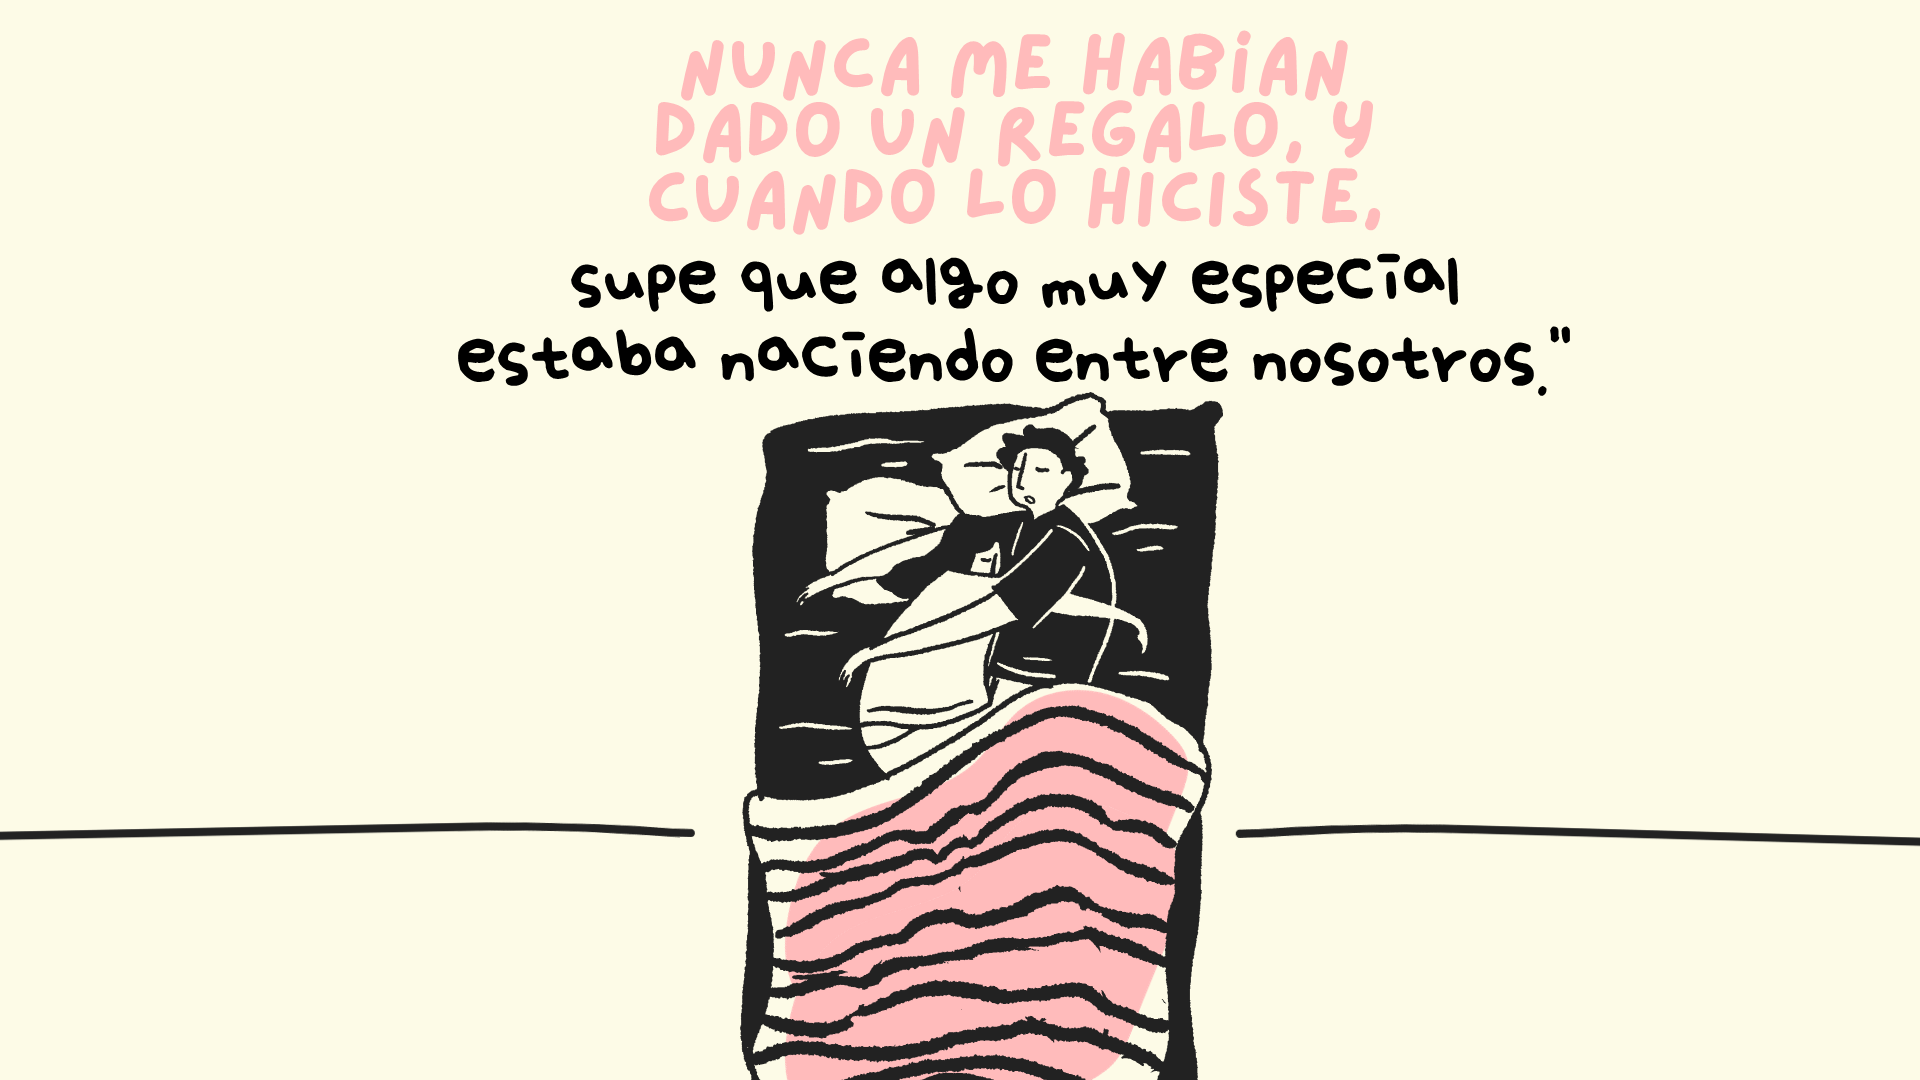 NUNCA ME HABIAN
DADO UN REGALO, Y
CUANDO LO HICISTE,
supe que algo muy especial
estaba naciendo entre nosotros."